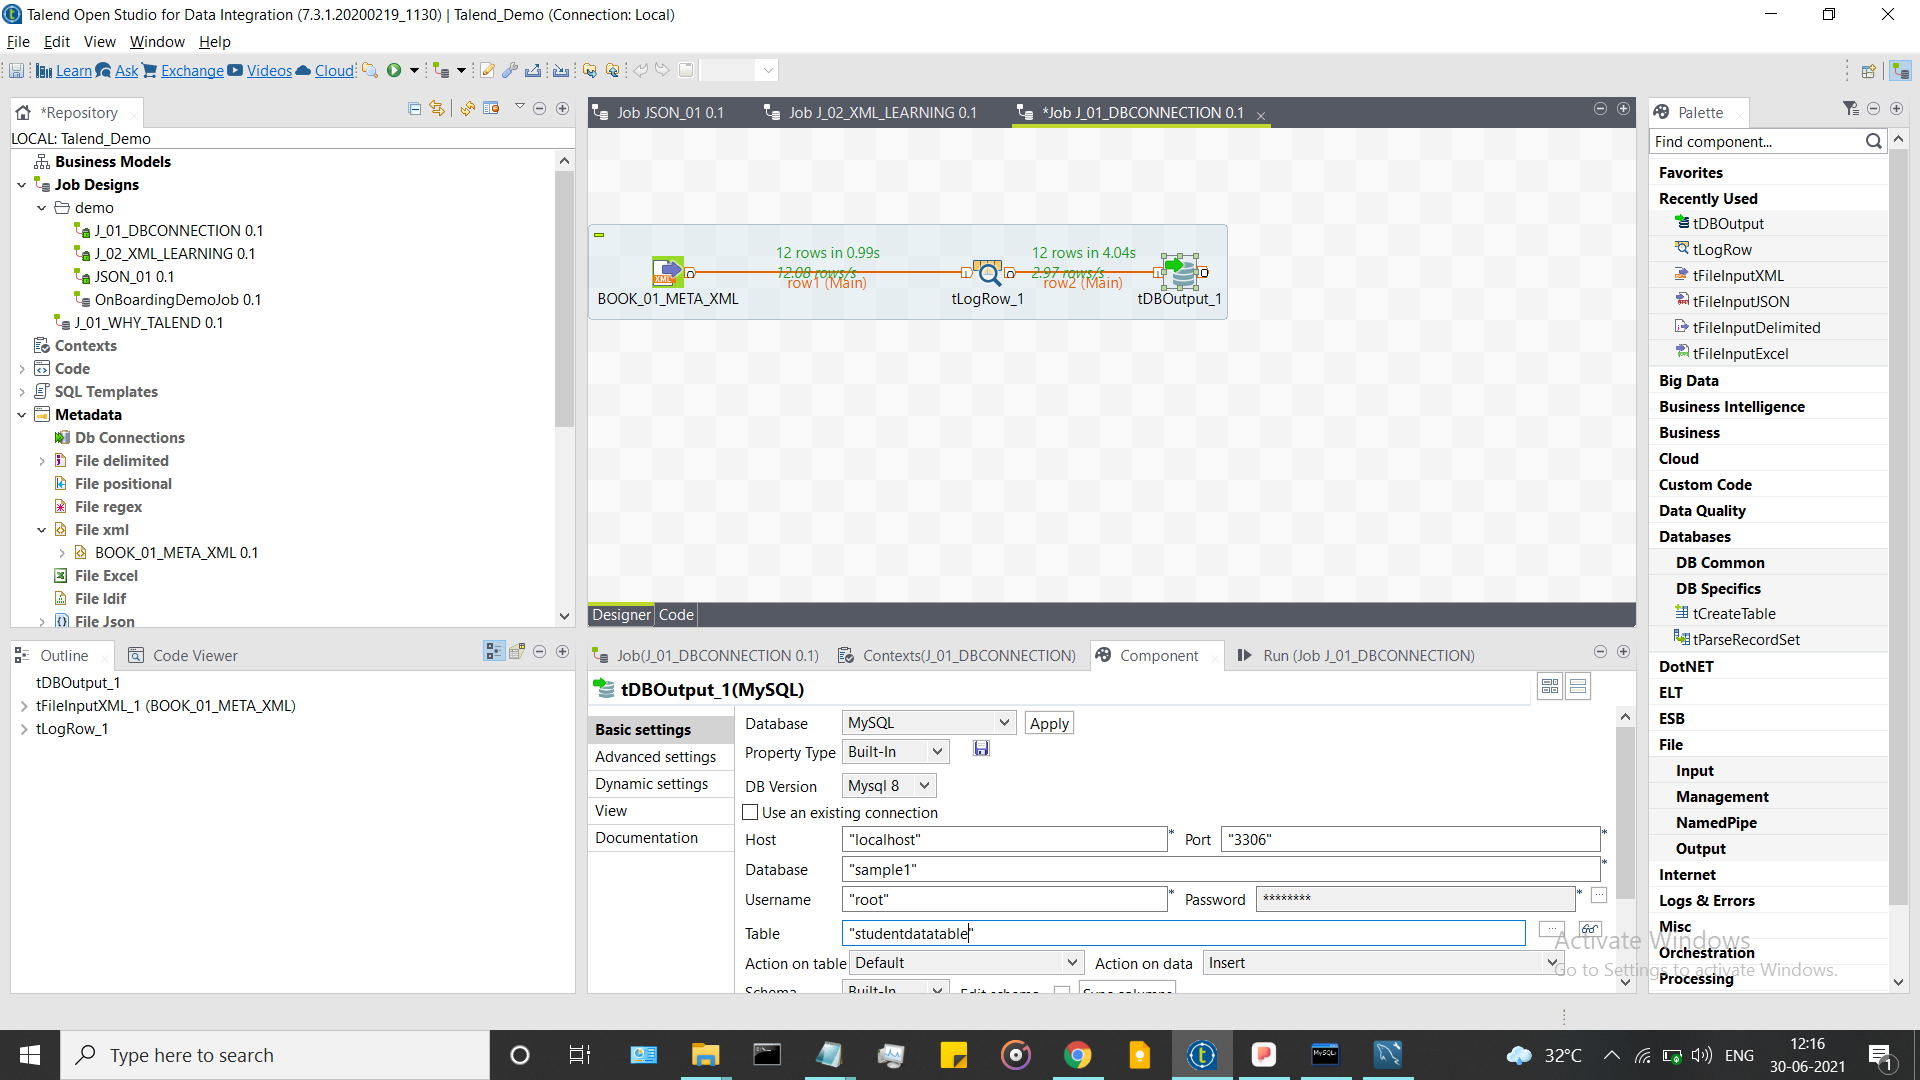 Talend Open Studio for Data Integration (7.3.1.20200219_1130) | Talend_Demo (Connection: Local)
File Edit View Window Help
Learn Ask Exchange Videos Cloud
*Repository
LOCAL: Talend_Demo
Business Models
Job Designs
demo
J_01_DBCONNECTION 0.1
J_02_XML_LEARNING 0.1
JSON_01 0.1
OnBoardingDemoJob 0.1
J_01_WHY_TALEND 0.1
Contexts
Code
SQL Templates
Metadata
Db Connections
File delimited
File positional
File regex
File xml
BOOK_01_META_XML 0.1
File Excel
File ldif
File Json
Outline
Code Viewer
tDBOutput_1
tFileInputXML_1 (BOOK_01_META_XML)
tLogRow_1
Job JSON_01 0.1
Job J_02_XML_LEARNING 0.1
*Job J_01_DBCONNECTION 0.1
12 rows in 0.99s
12.08 rows/s
row1 (Main)
12 rows in 4.04s
2.97 rows/s
row2 (Main)
XML
BOOK_01_META_XML
tLogRow_1
tDBOutput_1
Designer Code
Job(J_01_DBCONNECTION 0.1)
Contexts(J_01_DBCONNECTION)
Component
Run (Job J_01_DBCONNECTION)
tDBOutput_1(MySQL)
Basic settings
Advanced settings
Dynamic settings
View
Documentation
Database MySQL Apply
Property Type Built-In
DB Version Mysql 8
Use an existing connection
Host "localhost" * Port "3306" *
Database "sample1" *
Username "root" * Password ******** *
Table "studentdatatable"
Action on table Default Action on data Insert
Schema Built-In Edit schema Sync columns
Palette
Find component...
Favorites
Recently Used
tDBOutput
tLogRow
tFileInputXML
tFileInputJSON
tFileInputDelimited
tFileInputExcel
Big Data
Business Intelligence
Business
Cloud
Custom Code
Data Quality
Databases
DB Common
DB Specifics
tCreateTable
tParseRecordSet
DotNET
ELT
ESB
File
Input
Management
NamedPipe
Output
Internet
Logs & Errors
Misc
Orchestration
Processing
Activate Windows
Go to Settings to activate Windows.
Type here to search
32°C
ENG
12:16
30-06-2021
1